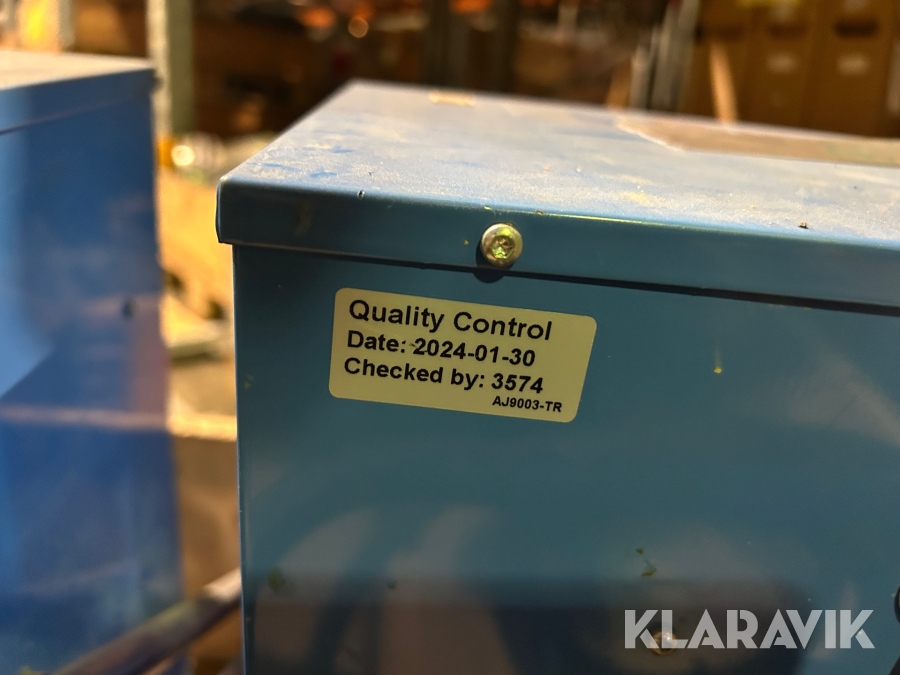 Quality Control
Date: 2024-01-30
Checked by: 3574
AJ9003-TR
KLARAVIK